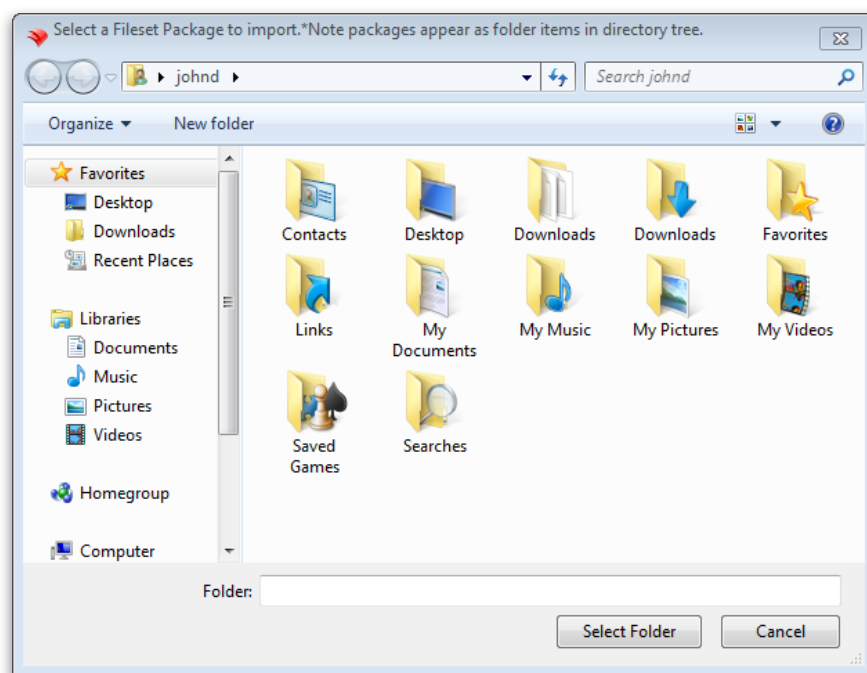 Select a Fileset Package to import.*Note packages appear as folder items in directory tree.
johnd
Search johnd
Organize
New folder
Favorites
Desktop
Downloads
Recent Places
Libraries
Documents
Music
Pictures
Videos
Homegroup
Computer
Contacts
Desktop
Downloads
Downloads
Favorites
Links
My
Documents
My Music
My Pictures
My Videos
Saved
Games
Searches
Folder:
Select Folder
Cancel